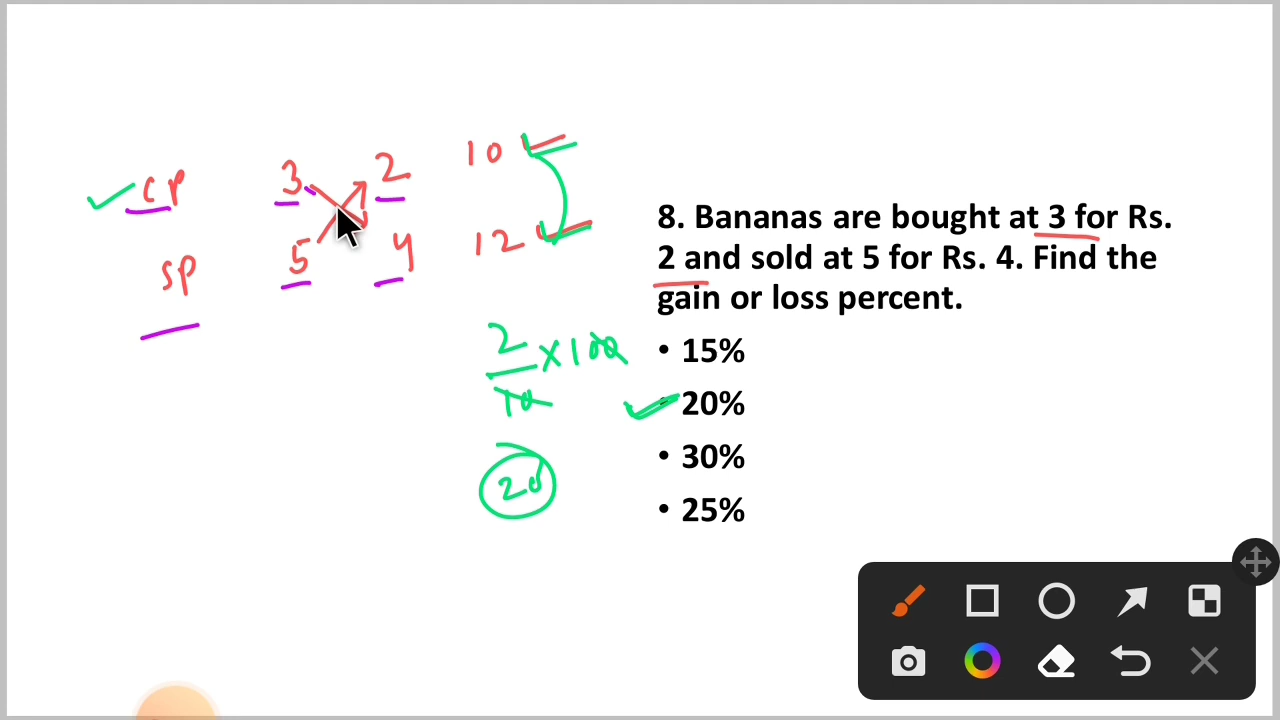 CP 3 2 10
SP 5 4 12
2 × 100
10
20
8. Bananas are bought at 3 for Rs.
2 and sold at 5 for Rs. 4. Find the
gain or loss percent.
• 15%
• 20%
• 30%
• 25%